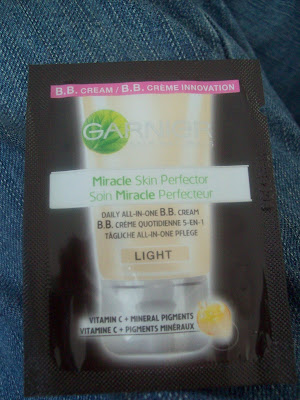 B.B. CREAM / B.B. CRÈME INNOVATION
GARNIER
Miracle Skin Perfector
Soin Miracle Perfecteur
DAILY ALL-IN-ONE B.B. CREAM
B.B. CRÈME QUOTIDIENNE 5-EN-1
TÄGLICHE ALL-IN-ONE PFLEGE
LIGHT
VITAMIN C + MINERAL PIGMENTS
VITAMINE C + PIGMENTS MINÉRAUX